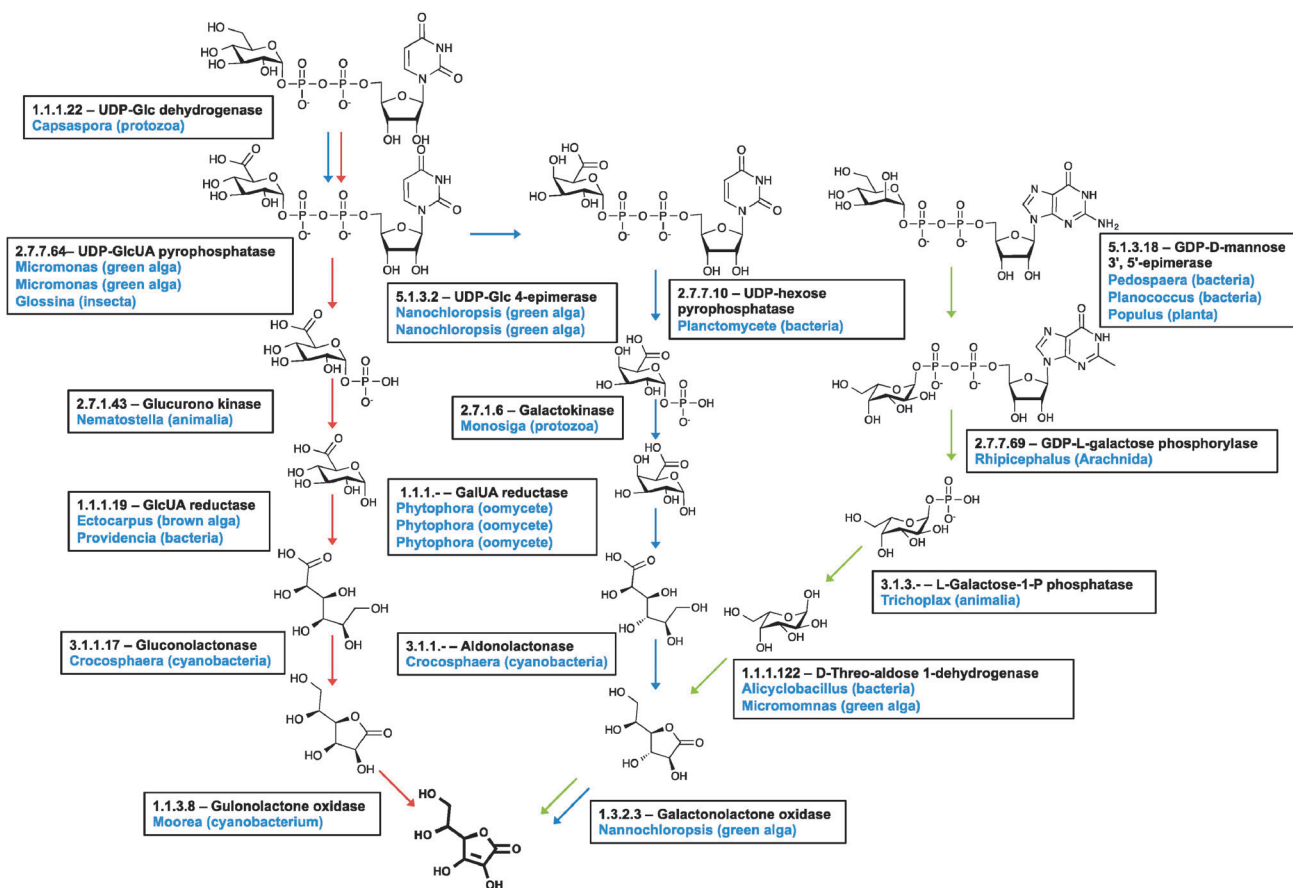 1.1.1.22 – UDP-Glc dehydrogenase
Capsaspora (protozoa)
2.7.7.64– UDP-GlcUA pyrophosphatase
Micromonas (green alga)
Micromonas (green alga)
Glossina (insecta)
5.1.3.2 – UDP-Glc 4-epimerase
Nanochloropsis (green alga)
Nanochloropsis (green alga)
2.7.7.10 – UDP-hexose
pyrophosphatase
Planctomycete (bacteria)
5.1.3.18 – GDP-D-mannose
3', 5'-epimerase
Pedospaera (bacteria)
Planococcus (bacteria)
Populus (planta)
2.7.1.43 – Glucurono kinase
Nematostella (animalia)
2.7.1.6 – Galactokinase
Monosiga (protozoa)
2.7.7.69 – GDP-L-galactose phosphorylase
Rhipicephalus (Arachnida)
1.1.1.19 – GlcUA reductase
Ectocarpus (brown alga)
Providencia (bacteria)
1.1.1.- – GalUA reductase
Phytophora (oomycete)
Phytophora (oomycete)
Phytophora (oomycete)
3.1.3.- – L-Galactose-1-P phosphatase
Trichoplax (animalia)
3.1.1.17 – Gluconolactonase
Crocosphaera (cyanobacteria)
3.1.1.- – Aldonolactonase
Crocosphaera (cyanobacteria)
1.1.1.122 – D-Threo-aldose 1-dehydrogenase
Alicyclobacillus (bacteria)
Micromomnas (green alga)
1.1.3.8 – Gulonolactone oxidase
Moorea (cyanobacterium)
1.3.2.3 – Galactonolactone oxidase
Nannochloropsis (green alga)